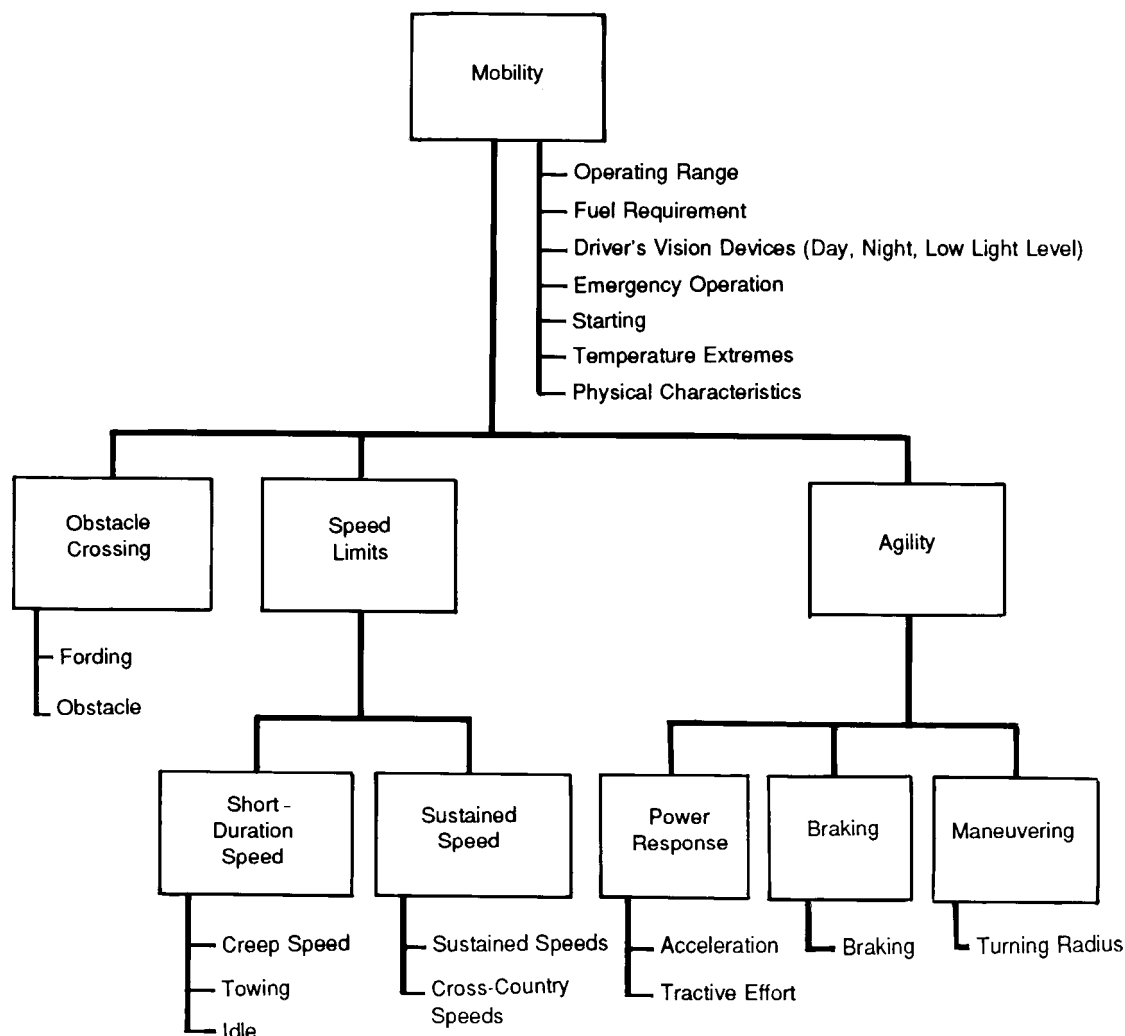 Mobility
Operating Range
Fuel Requirement
Driver's Vision Devices (Day, Night, Low Light Level)
Emergency Operation
Starting
Temperature Extremes
Physical Characteristics
Obstacle
Crossing
Speed
Limits
Agility
Fording
Obstacle
Short -
Duration
Speed
Sustained
Speed
Power
Response
Braking
Maneuvering
Creep Speed
Towing
Idle
Sustained Speeds
Cross-Country
Speeds
Acceleration
Tractive Effort
Braking
Turning Radius